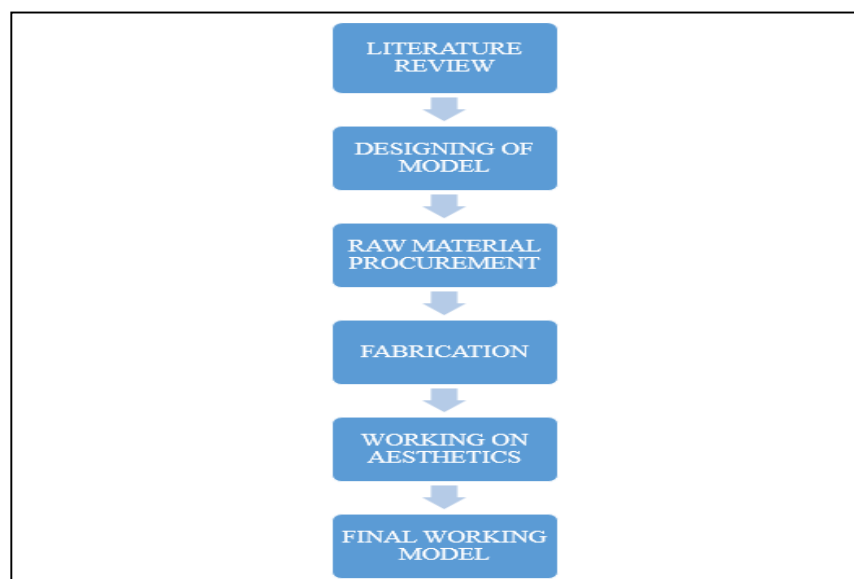 LITERATURE
REVIEW
DESIGNING OF
MODEL
RAW MATERIAL
PROCUREMENT
FABRICATION
WORKING ON
AESTHETICS
FINAL WORKING
MODEL